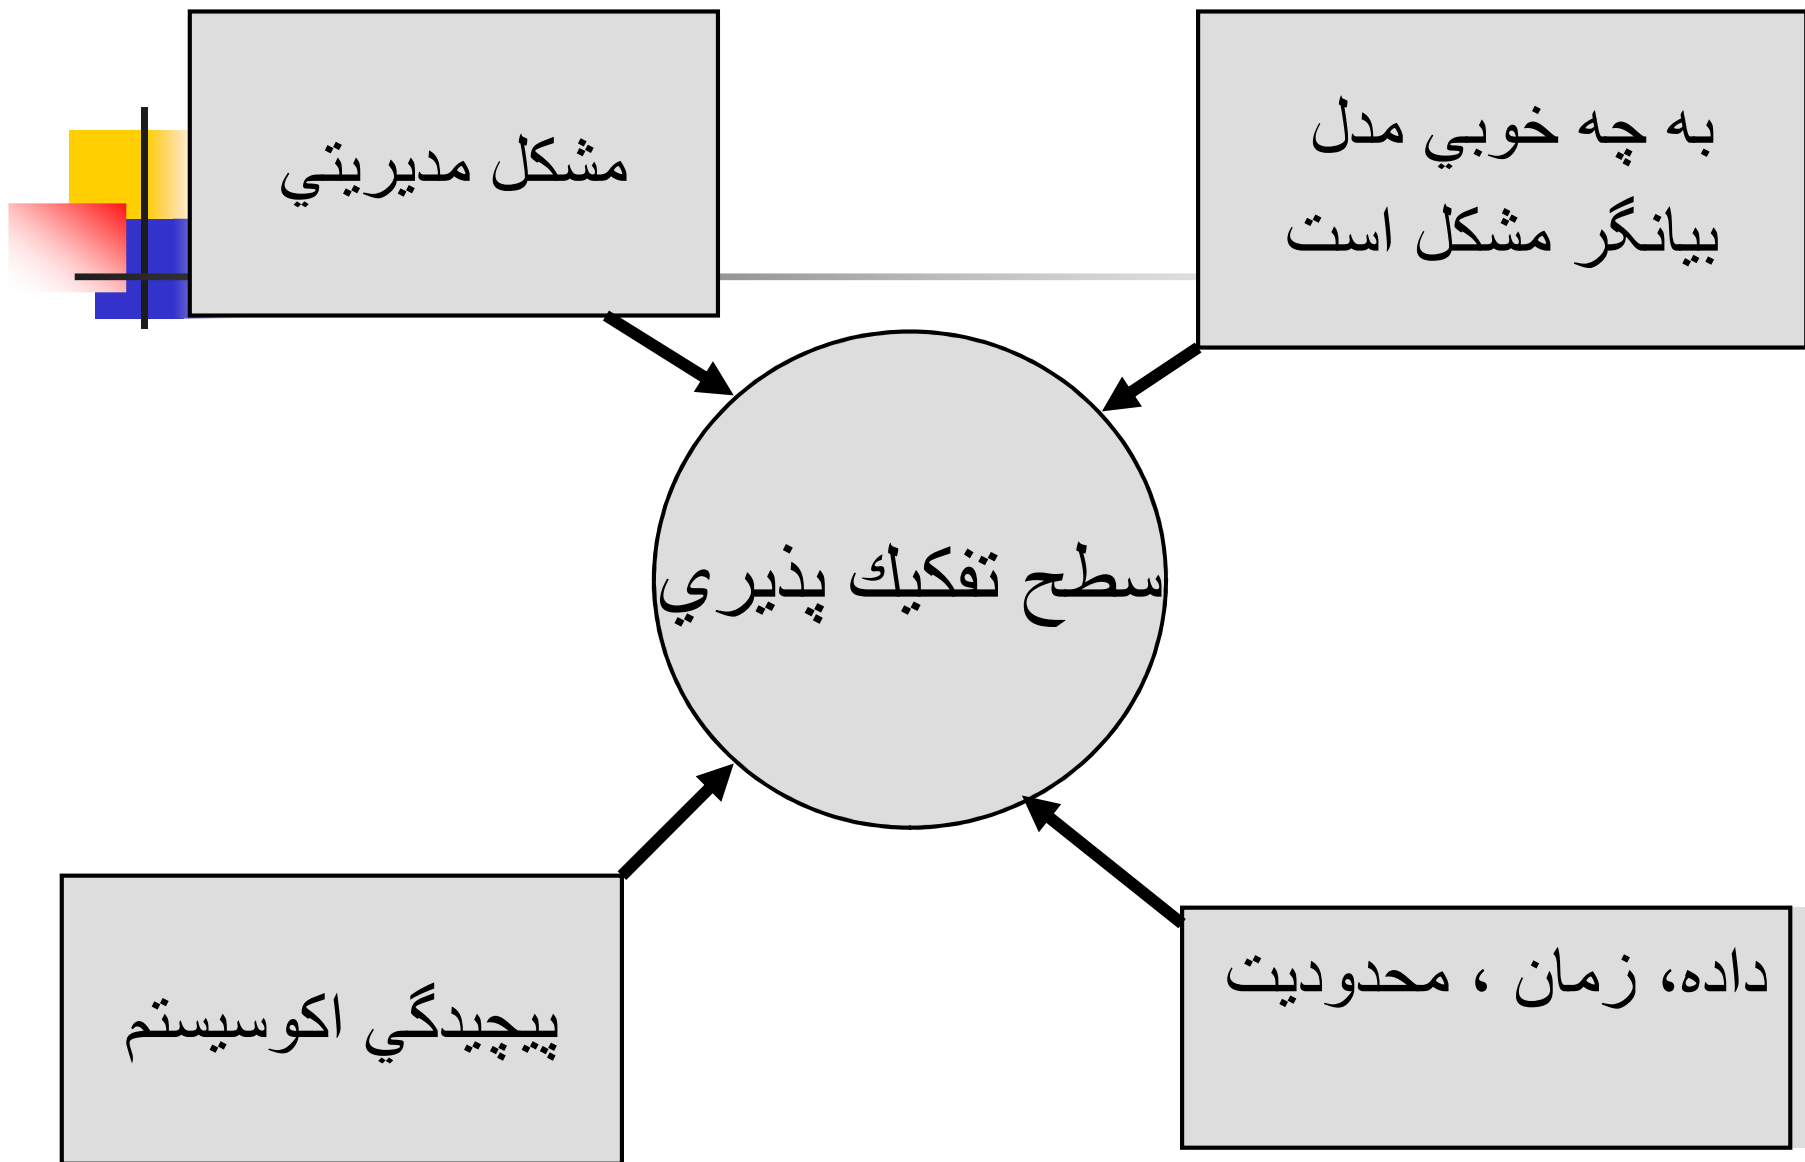 به چه خوبي مدل
بيانگر مشكل است
مشكل مديريتي
سطح تفكيك پذيري
داده، زمان ، محدوديت
پيچيدگي اكوسيستم